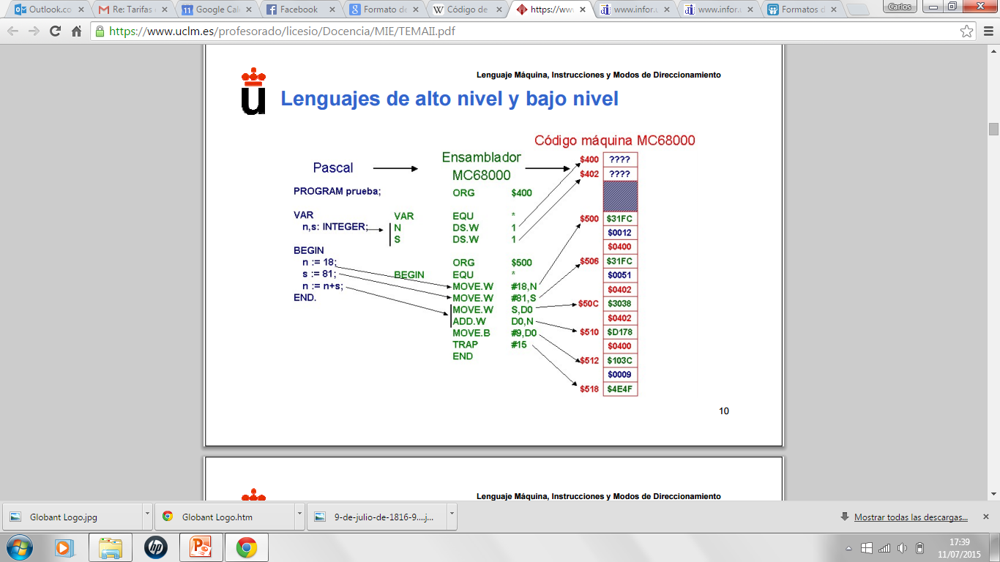 Outlook.co
Re: Tarifas
Google Cal
Facebook
Formato de
Código de
https://ww
www.infor.u
www.infor.u
Formatos d
Carlos
https://www.uclm.es/profesorado/licesio/Docencia/MIE/TEMAII.pdf
Lenguaje Máquina, Instrucciones y Modos de Direccionamiento
u
Lenguajes de alto nivel y bajo nivel
Código máquina MC68000
Pascal
Ensamblador
MC68000
PROGRAM prueba;
VAR
n,s: INTEGER;
BEGIN
n := 18;
s := 81;
n := n+s;
END.
ORG $400
VAR EQU *
N DS.W 1
S DS.W 1
ORG $500
BEGIN EQU *
MOVE.W #18,N
MOVE.W #81,S
MOVE.W S,D0
ADD.W D0,N
MOVE.B #9,D0
TRAP #15
END
$400 ????
$402 ????
$500 $31FC
$0012
$0400
$506 $31FC
$0051
$0402
$50C $3038
$0402
$510 $D178
$0400
$512 $103C
$0009
$518 $4E4F
10
Lenguaje Máquina, Instrucciones y Modos de Direccionamiento
Globant Logo.jpg
Globant Logo.htm
9-de-julio-de-1816-9....j...
Mostrar todas las descargas...
hp
17:39
11/07/2015